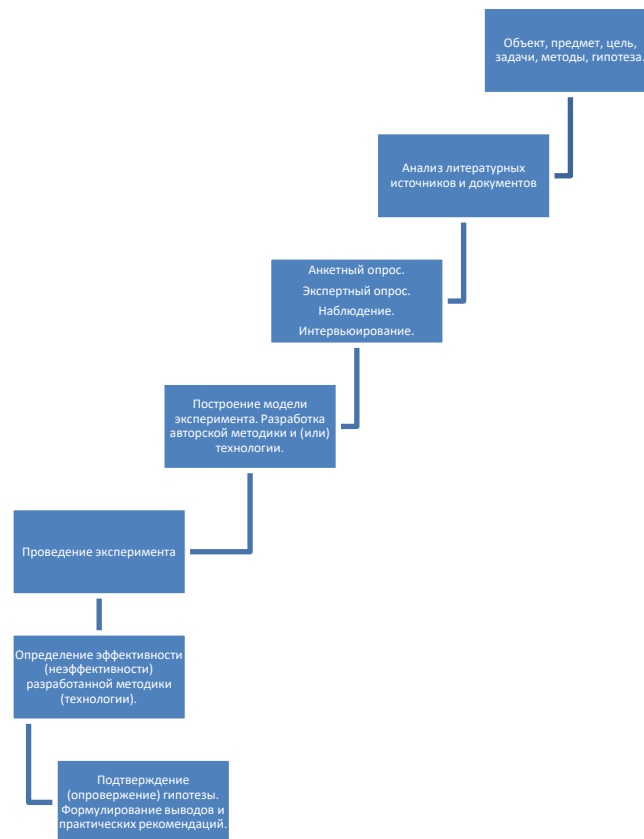 Объект, предмет, цель,
задачи, методы, гипотеза.
Анализ литературных
источников и документов
Анкетный опрос.
Экспертный опрос.
Наблюдение.
Интервьюирование.
Построение модели
эксперимента. Разработка
авторской методики и (или)
технологии.
Проведение эксперимента
Определение эффективности
(неэффективности)
разработанной методики
(технологии).
Подтверждение
(опровержение) гипотезы.
Формулирование выводов и
практических рекомендаций.